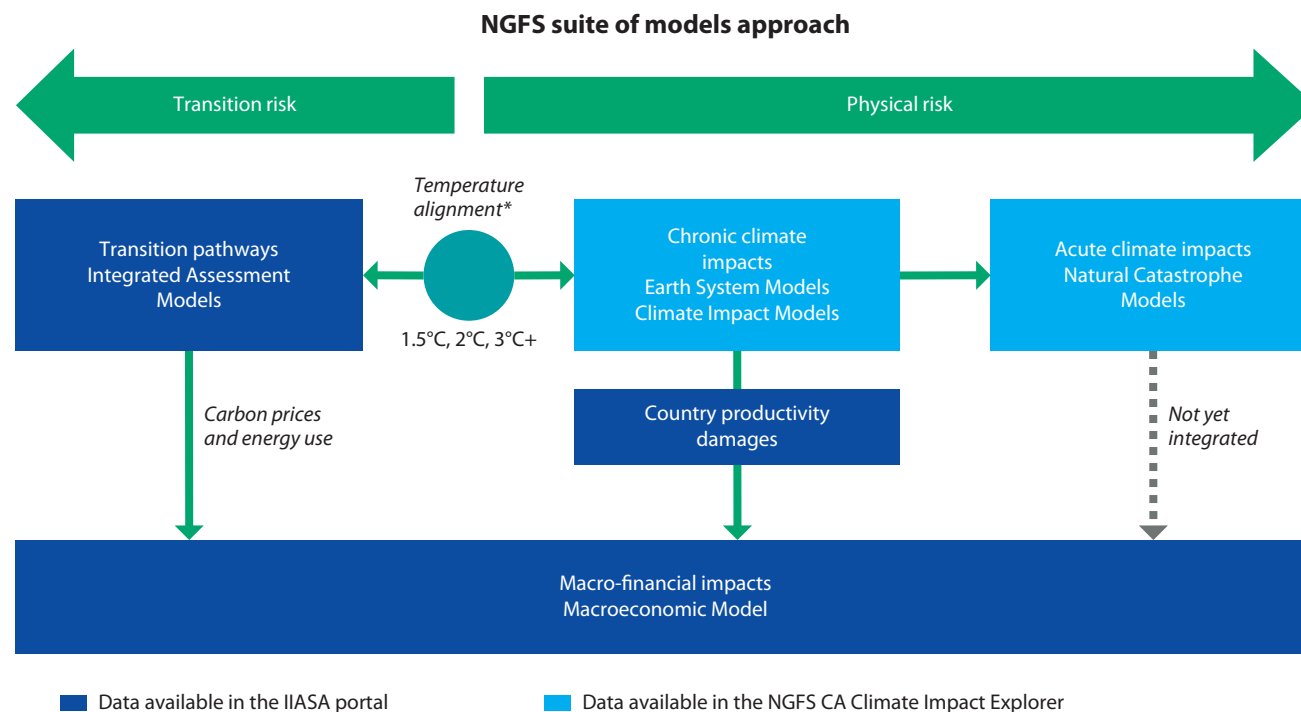 NGFS suite of models approach
Transition risk
Physical risk
Temperature
alignment*
1.5°C, 2°C, 3°C+
Transition pathways
Integrated Assessment
Models
Chronic climate
impacts
Earth System Models
Climate Impact Models
Acute climate impacts
Natural Catastrophe
Models
Carbon prices
and energy use
Country productivity
damages
Not yet
integrated
Macro-financial impacts
Macroeconomic Model
Data available in the IIASA portal
Data available in the NGFS CA Climate Impact Explorer